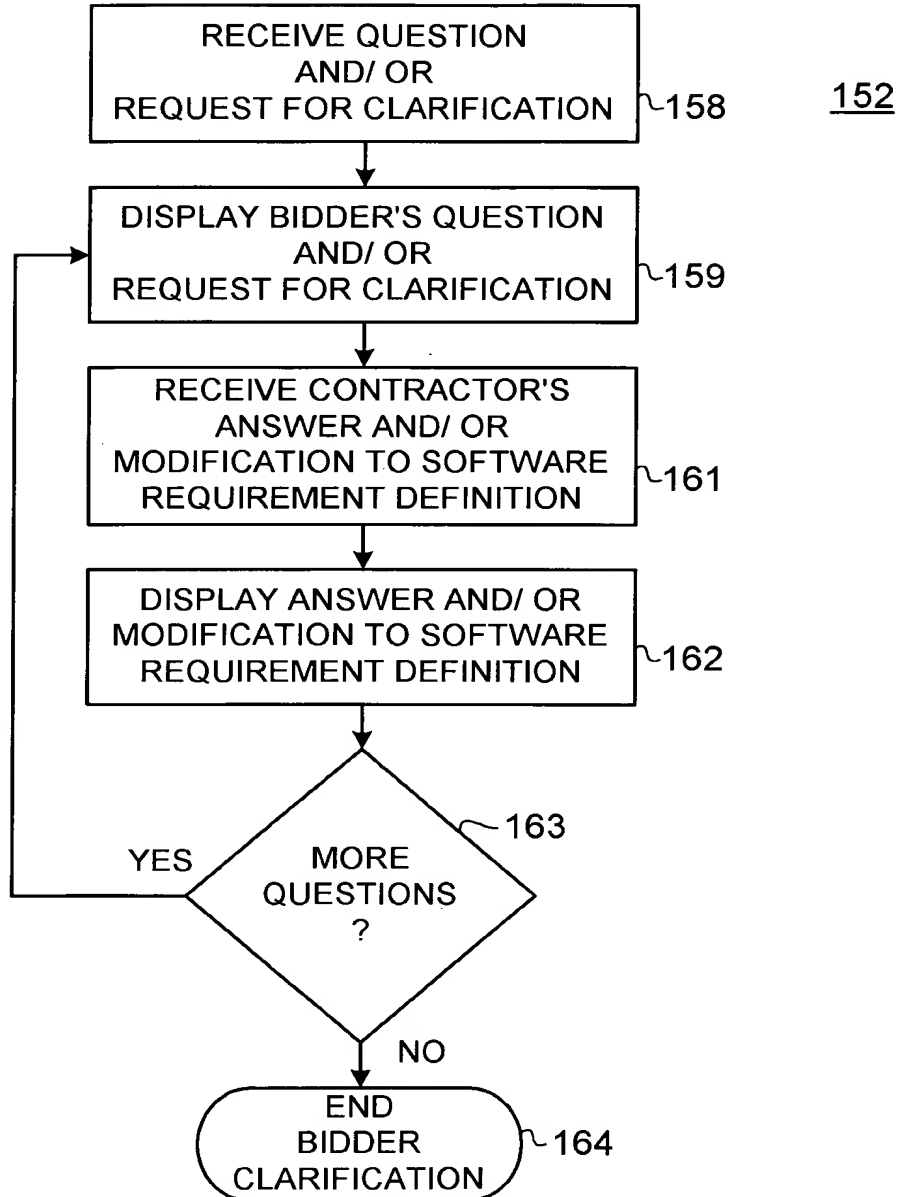 RECEIVE QUESTION
AND/ OR
REQUEST FOR CLARIFICATION
158
152
DISPLAY BIDDER'S QUESTION
AND/ OR
REQUEST FOR CLARIFICATION
159
RECEIVE CONTRACTOR'S
ANSWER AND/ OR
MODIFICATION TO SOFTWARE
REQUIREMENT DEFINITION
161
DISPLAY ANSWER AND/ OR
MODIFICATION TO SOFTWARE
REQUIREMENT DEFINITION
162
163
YES
MORE
QUESTIONS
?
NO
END
BIDDER
CLARIFICATION
164